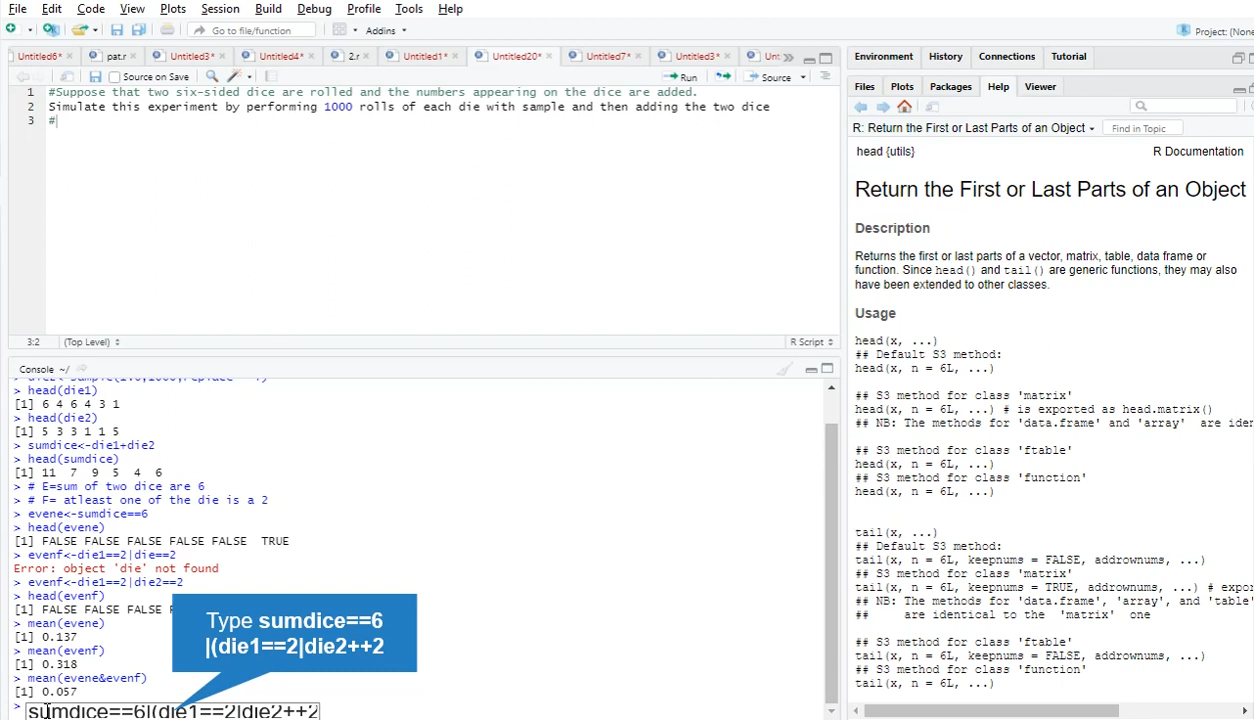 File Edit Code View Plots Session Build Debug Profile Tools Help
Go to file/function Addins Project: (None
Untitled6* pat.r Untitled3* Untitled4* 2.r Untitled1* Untitled20* Untitled7* Untitled3* Unt
Source on Save Run Source
1 #Suppose that two six-sided dice are rolled and the numbers appearing on the dice are added.
2 Simulate this experiment by performing 1000 rolls of each die with sample and then adding the two dice
3 #
3:2 (Top Level) R Script
Console ~/
> head(die1)
[1] 6 4 6 4 3 1
> head(die2)
[1] 5 3 3 1 1 5
> sumdice<-die1+die2
> head(sumdice)
[1] 11 7 9 5 4 6
> # E=sum of two dice are 6
> # F= atleast one of the die is a 2
> evene<-sumdice==6
> head(evene)
[1] FALSE FALSE FALSE FALSE FALSE TRUE
> evenf<-die1==2|die==2
Error: object 'die' not found
> evenf<-die1==2|die2==2
> head(evenf)
[1] FALSE FALSE FALSE
> mean(evene)
[1] 0.137
> mean(evenf)
[1] 0.318
> mean(evene&evenf)
[1] 0.057
>
sumdice==6|(die1==2|die2++2
Type sumdice==6
|(die1==2|die2++2
Environment History Connections Tutorial
Files Plots Packages Help Viewer
R: Return the First or Last Parts of an Object Find in Topic
head {utils} R Documentation
Return the First or Last Parts of an Object
Description
Returns the first or last parts of a vector, matrix, table, data frame or
function. Since head() and tail() are generic functions, they may also
have been extended to other classes.
Usage
head(x, ...)
## Default S3 method:
head(x, n = 6L, ...)
## S3 method for class 'matrix'
head(x, n = 6L, ...) # is exported as head.matrix()
## NB: The methods for 'data.frame' and 'array' are iden
## S3 method for class 'ftable'
head(x, n = 6L, ...)
## S3 method for class 'function'
head(x, n = 6L, ...)
tail(x, ...)
## Default S3 method:
tail(x, n = 6L, keepnums = FALSE, addrownums, ...)
## S3 method for class 'matrix'
tail(x, n = 6L, keepnums = TRUE, addrownums, ...) # expor
## NB: The methods for 'data.frame', 'array', and 'table'
## are identical to the 'matrix' one
## S3 method for class 'ftable'
tail(x, n = 6L, keepnums = FALSE, addrownums, ...)
## S3 method for class 'function'
tail(x, n = 6L, ...)